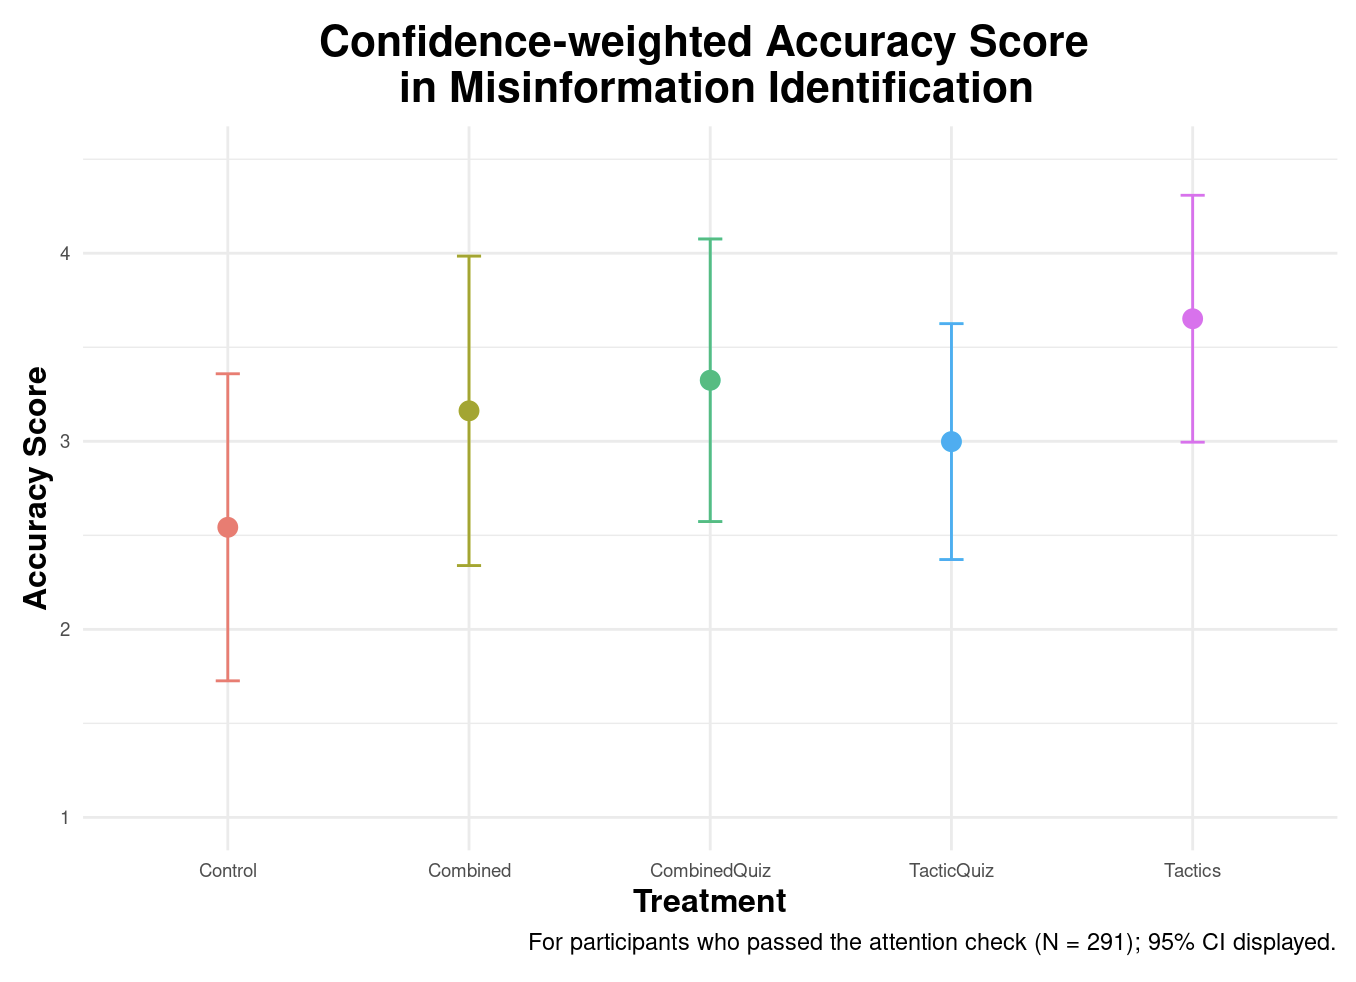 Confidence-weighted Accuracy Score
in Misinformation Identification
Accuracy Score
4
3
2
1
Control Combined CombinedQuiz TacticQuiz Tactics
Treatment
For participants who passed the attention check (N = 291); 95% CI displayed.